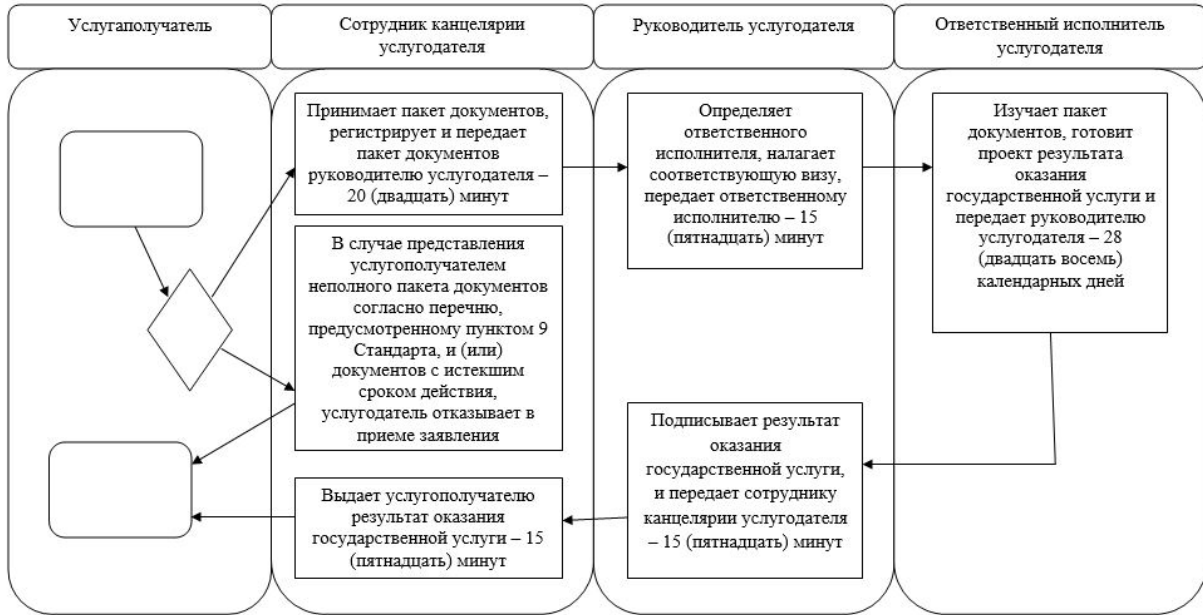 Услугаполучатель
Сотрудник канцелярии
услугодателя
Руководитель услугодателя
Ответственный исполнитель
услугодателя
Принимает пакет документов,
регистрирует и передает
пакет документов
руководителю услугодателя –
20 (двадцать) минут
В случае представления
услугополучателем
неполного пакета документов
согласно перечню,
предусмотренному пунктом 9
Стандарта, и (или)
документов с истекшим
сроком действия,
услугодатель отказывает в
приеме заявления
Выдает услугополучателю
результат оказания
государственной услуги – 15
(пятнадцать) минут
Определяет
ответственного
исполнителя, налагает
соответствующую визу,
передает ответственному
исполнителю – 15
(пятнадцать) минут
Подписывает результат
оказания
государственной услуги,
и передает сотруднику
канцелярии услугодателя
– 15 (пятнадцать) минут
Изучает пакет
документов, готовит
проект результата
оказания
государственной услуги и
передает руководителю
услугодателя – 28
(двадцать восемь)
календарных дней